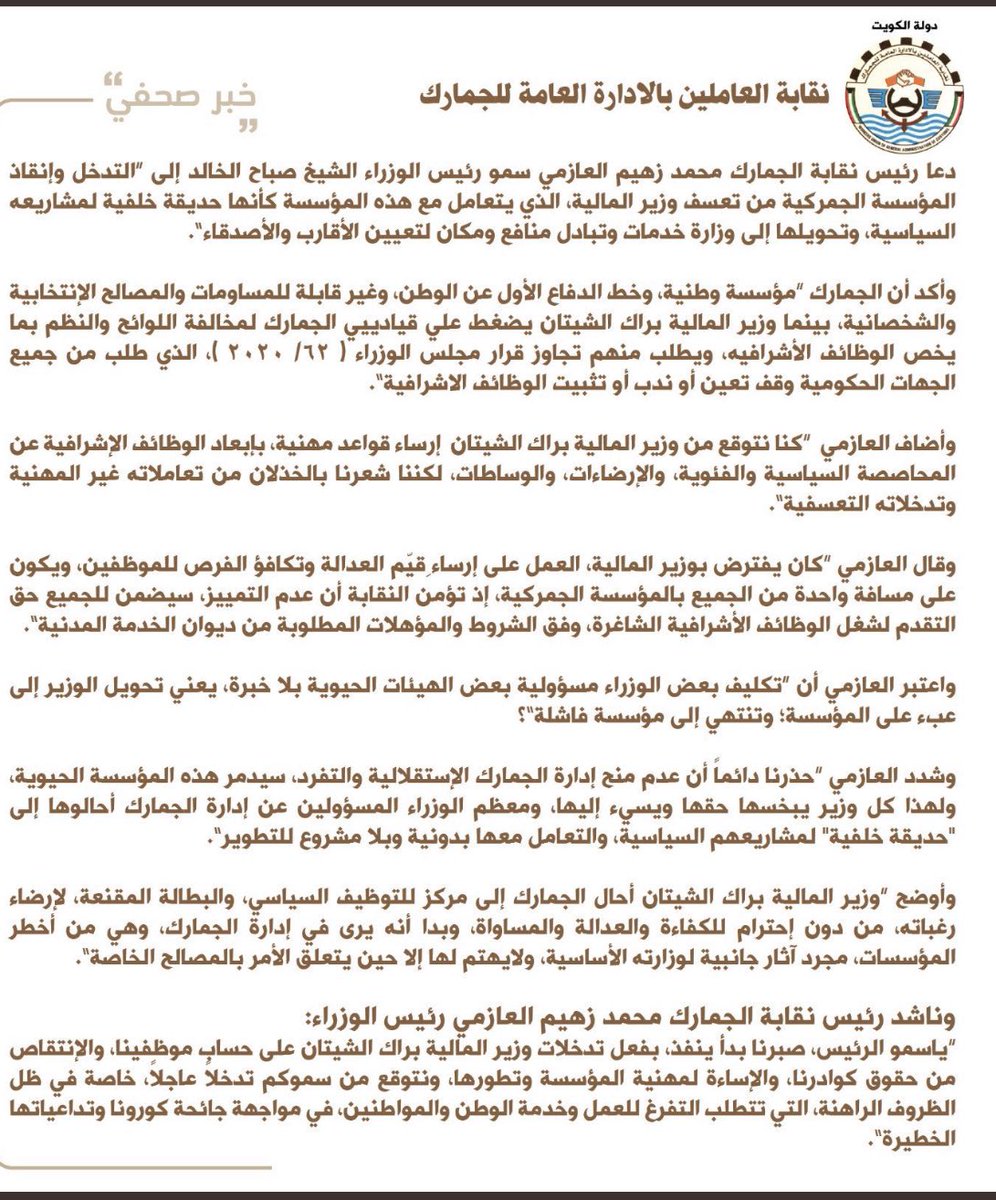 دولة الكويت
نقابة العاملين بالادارة العامة للجمارك
“خبر صحفي”
دعا رئيس نقابة الجمارك محمد زهيم العازمي سمو رئيس الوزراء الشيخ صباح الخالد إلى “التدخل وإنقاذ
المؤسسة الجمركية من تعسف وزير المالية، الذي يتعامل مع هذه المؤسسة كأنها حديقة خلفية لمشاريعه
السياسية، وتحويلها إلى وزارة خدمات وتبادل منافع ومكان لتعيين الأقارب والأصدقاء“.
وأكد أن الجمارك “مؤسسة وطنية، وخط الدفاع الأول عن الوطن، وغير قابلة للمساومات والمصالح الإنتخابية
والشخصانية، بينما وزير المالية براك الشيتان يضغط علي قياديي الجمارك لمخالفة اللوائح والنظم بما
يخص الوظائف الأشرافيه، ويطلب منهم تجاوز قرار مجلس الوزراء ( ٦٢/ ٢٠٢٠ )، الذي طلب من جميع
الجهات الحكومية وقف تعين أو ندب أو تثبيت الوظائف الاشرافية“.
وأضاف العازمي “كنا نتوقع من وزير المالية براك الشيتان إرساء قواعد مهنية، بإبعاد الوظائف الإشرافية عن
المحاصصة السياسية والفئوية، والإرضاءات، والوساطات، لكننا شعرنا بالخذلان من تعاملاته غير المهنية
وتدخلاته التعسفية“.
وقال العازمي “كان يفترض بوزير المالية، العمل على إرساء قيّم العدالة وتكافؤ الفرص للموظفين، ويكون
على مسافة واحدة من الجميع بالمؤسسة الجمركية، إذ تؤمن النقابة أن عدم التمييز، سيضمن للجميع حق
التقدم لشغل الوظائف الأشرافية الشاغرة، وفق الشروط والمؤهلات المطلوبة من ديوان الخدمة المدنية“.
واعتبر العازمي أن “تكليف بعض الوزراء مسؤولية بعض الهيئات الحيوية بلا خبرة، يعني تحويل الوزير إلى
عبء على المؤسسة؛ وتنتهي إلى مؤسسة فاشلة“؟
وشدد العازمي “حذرنا دائماً أن عدم منح إدارة الجمارك الإستقلالية والتفرد، سيدمر هذه المؤسسة الحيوية،
ولهذا كل وزير يبخسها حقها ويسيء إليها، ومعظم الوزراء المسؤولين عن إدارة الجمارك أحالوها إلى
"حديقة خلفية" لمشاريعهم السياسية، والتعامل معها بدونية وبلا مشروع للتطوير“.
وأوضح “وزير المالية براك الشيتان أحال الجمارك إلى مركز للتوظيف السياسي، والبطالة المقنعة، لإرضاء
رغباته، من دون إحترام للكفاءة والعدالة والمساواة، وبدا أنه يرى في إدارة الجمارك، وهي من أخطر
المؤسسات، مجرد آثار جانبية لوزارته الأساسية، ولايهتم لها إلا حين يتعلق الأمر بالمصالح الخاصة“.
وناشد رئيس نقابة الجمارك محمد زهيم العازمي رئيس الوزراء:
“ياسمو الرئيس، صبرنا بدأ ينفذ، بفعل تدخلات وزير المالية براك الشيتان على حساب موظفينا، والإنتقاص
من حقوق كوادرنا، والإساءة لمهنية المؤسسة وتطورها، ونتوقع من سموكم تدخلاً عاجلاً، خاصة في ظل
الظروف الراهنة، التي تتطلب التفرغ للعمل وخدمة الوطن والمواطنين، في مواجهة جائحة كورونا وتداعياتها
الخطيرة“.